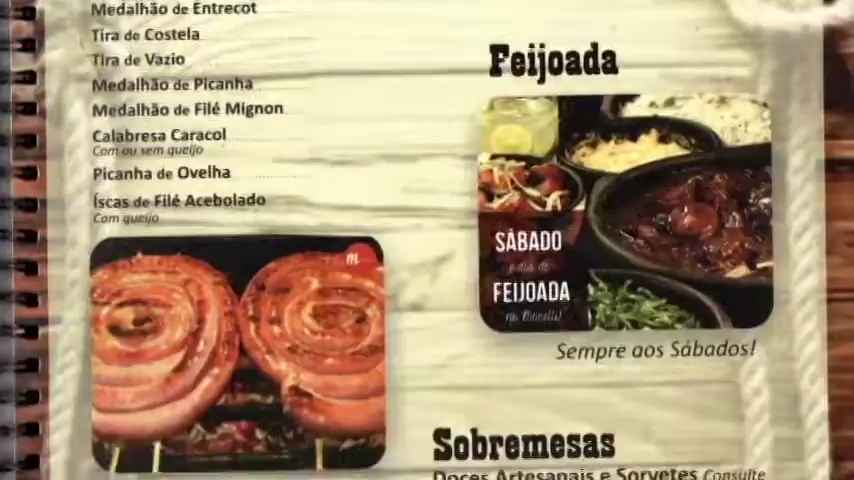 Medalhão de Entrecot
Tira de Costela
Tira de Vazio
Medalhão de Picanha
Medalhão de Filé Mignon
Calabresa Caracol
Com ou sem queijo
Picanha de Ovelha
Íscas de Filé Acebolado
Com queijo
m
Feijoada
SÁBADO
é dia de
FEIJOADA
Sempre aos Sábados!
Sobremesas
Doces Artesanais e Sorvetes Consulte